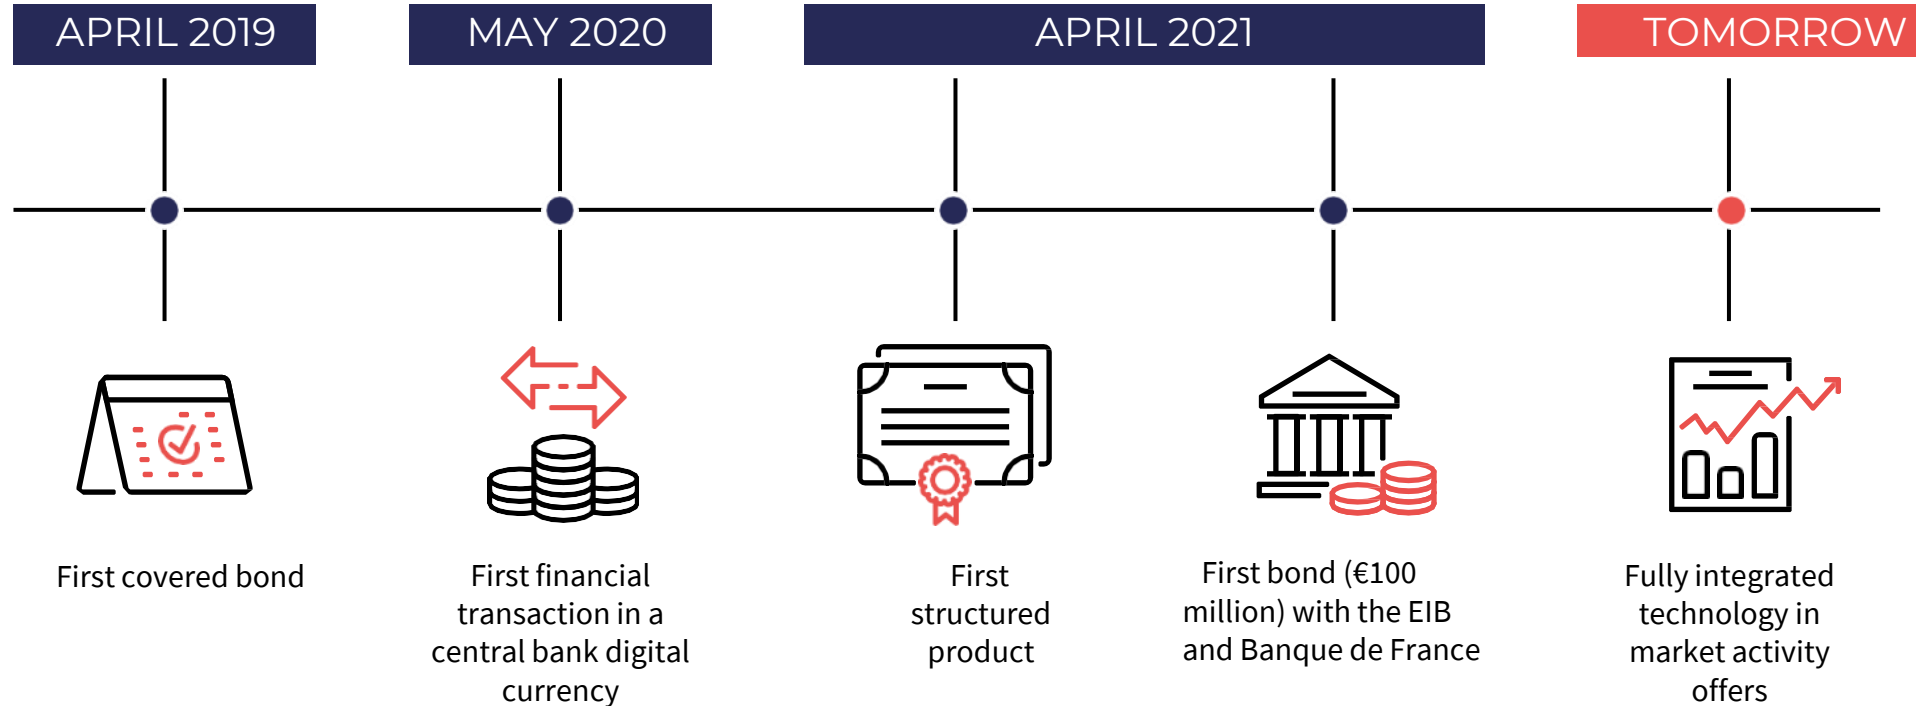 APRIL 2019
MAY 2020
APRIL 2021
TOMORROW
First covered bond
First financial
transaction in a
central bank digital
currency
First
structured
product
First bond (€100
million) with the EIB
and Banque de France
Fully integrated
technology in
market activity
offers